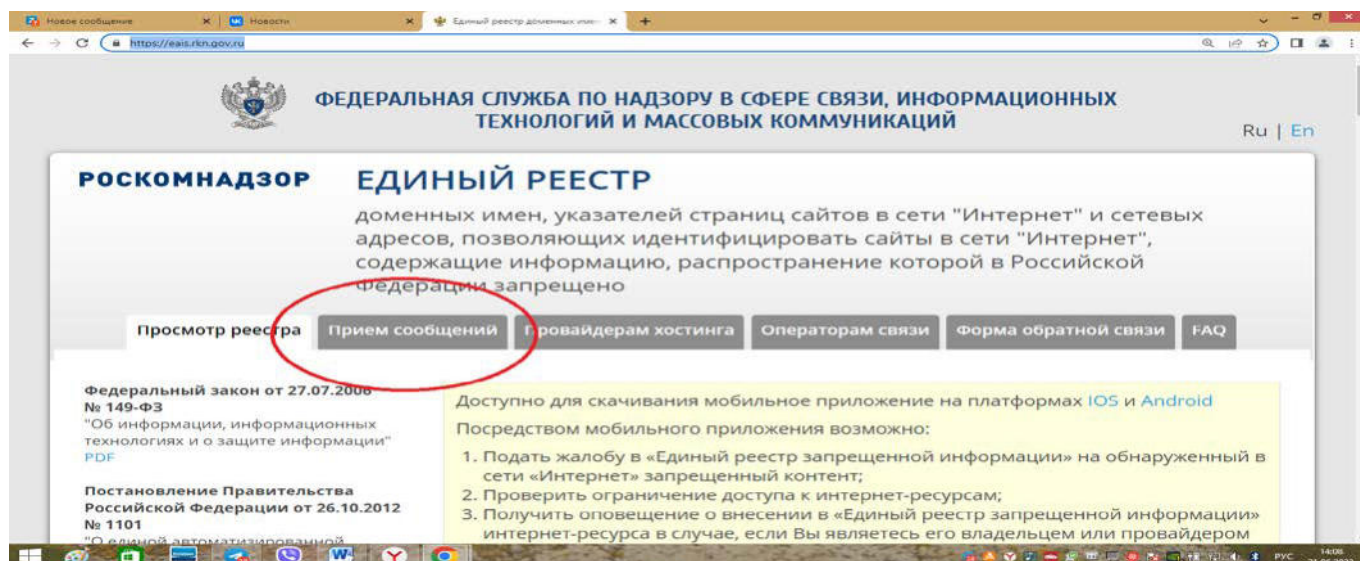 Новое сообщение
Новости
Единый реестр доменных имен
https://eais.rkn.gov.ru
ФЕДЕРАЛЬНАЯ СЛУЖБА ПО НАДЗОРУ В СФЕРЕ СВЯЗИ, ИНФОРМАЦИОННЫХ
ТЕХНОЛОГИЙ И МАССОВЫХ КОММУНИКАЦИЙ
Ru | En
РОСКОМНАДЗОР
ЕДИНЫЙ РЕЕСТР
доменных имен, указателей страниц сайтов в сети "Интернет" и сетевых
адресов, позволяющих идентифицировать сайты в сети "Интернет",
содержащие информацию, распространение которой в Российской
Федерации запрещено
Просмотр реестра
Прием сообщений
Провайдерам хостинга
Операторам связи
Форма обратной связи
FAQ
Федеральный закон от 27.07.2006
№ 149-ФЗ
"Об информации, информационных
технологиях и о защите информации"
PDF
Постановление Правительства
Российской Федерации от 26.10.2012
№ 1101
"О единой автоматизированной
Доступно для скачивания мобильное приложение на платформах IOS и Android
Посредством мобильного приложения возможно:
1. Подать жалобу в «Единый реестр запрещенной информации» на обнаруженный в
сети «Интернет» запрещенный контент;
2. Проверить ограничение доступа к интернет-ресурсам;
3. Получить оповещение о внесении в «Единый реестр запрещенной информации»
интернет-ресурса в случае, если Вы являетесь его владельцем или провайдером
РУС
14:08